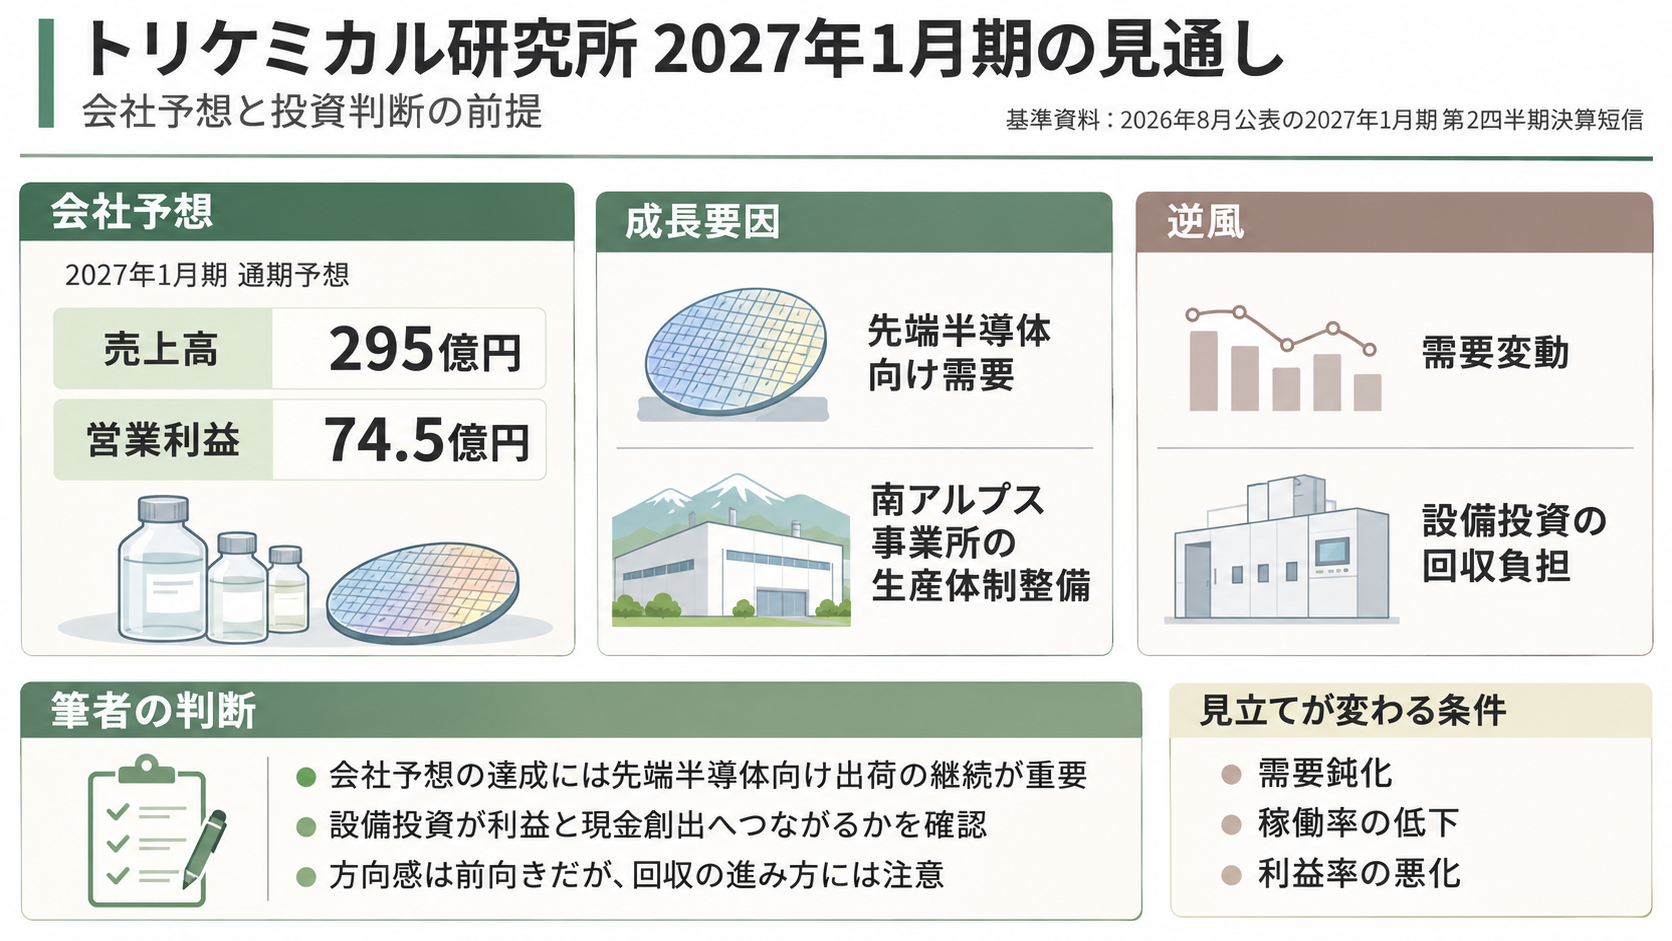 トリケミカル研究所 2027年1月期の見通し
会社予想と投資判断の前提
基準資料：2026年8月公表の2027年1月期 第2四半期決算短信
会社予想
2027年1月期 通期予想
売上高
295億円
営業利益
74.5億円
成長要因
先端半導体
向け需要
南アルプス
事業所の
生産体制整備
逆風
需要変動
設備投資の
回収負担
筆者の判断
会社予想の達成には先端半導体向け出荷の継続が重要
設備投資が利益と現金創出へつながるかを確認
方向感は前向きだが、回収の進み方には注意
見立てが変わる条件
需要鈍化
稼働率の低下
利益率の悪化